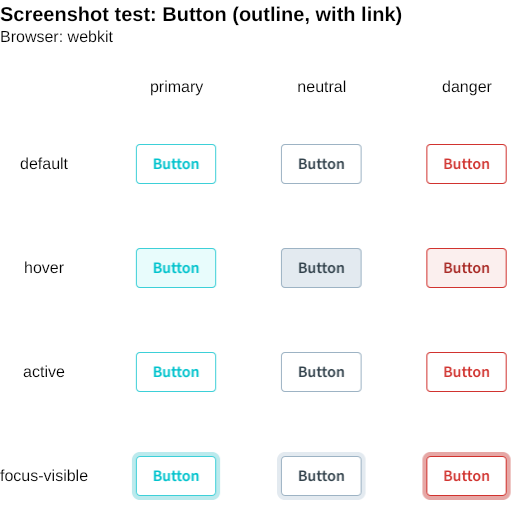 Screenshot test: Button (outline, with link)
Browser: webkit
primary neutral danger
default Button Button Button
hover Button Button Button
active Button Button Button
focus-visible Button Button Button